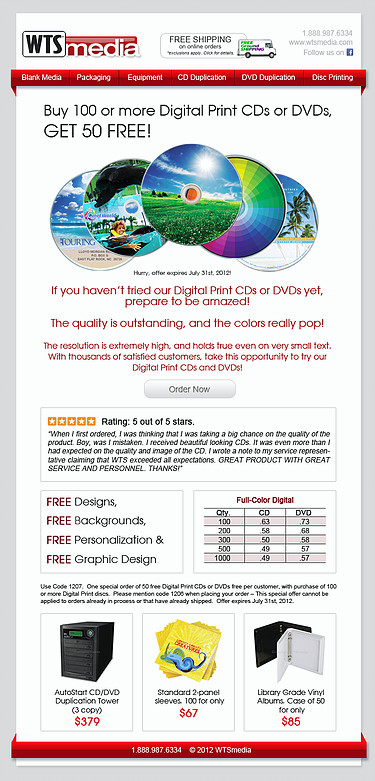 WTS media
FREE SHIPPING
on online orders
*exclusions apply. Click for details.
FREE
Ground
SHIPPING
1.888.987.6334
www.wtsmedia.com
Follow us on f
Blank Media Packaging Equipment CD Duplication DVD Duplication Disc Printing
Buy 100 or more Digital Print CDs or DVDs,
GET 50 FREE!
TOURING
Hurry, offer expires July 31st, 2012!
If you haven't tried our Digital Print CDs or DVDs yet,
prepare to be amazed!
The quality is outstanding, and the colors really pop!
The resolution is extremely high, and holds true even on very small text.
With thousands of satisfied customers, take this opportunity to try our
Digital Print CDs and DVDs!
Order Now
Rating: 5 out of 5 stars.
"When I first ordered, I was thinking that I was taking a big chance on the quality of the
product. Boy, was I mistaken. I received beautiful looking CDs. It was even more than I
had expected on the quality and image of the CD. I wrote a note to my service represen-
tative claiming that WTS exceeded all expectations. GREAT PRODUCT WITH GREAT
SERVICE AND PERSONNEL. THANKS!"
FREE Designs,
FREE Backgrounds,
FREE Personalization &
FREE Graphic Design
Full-Color Digital
Qty. CD DVD
100 .63 .73
200 .58 .68
300 .50 .58
500 .49 .57
1000 .49 .57
Use Code 1207. One special order of 50 free Digital Print CDs or DVDs free per customer, with purchase of 100
or more Digital Print discs. Please mention code 1206 when placing your order – This special offer cannot be
applied to orders already in process or that have already shipped. Offer expires July 31st, 2012.
AutoStart CD/DVD
Duplication Tower
(3 copy)
$379
Standard 2-panel
sleeves. 100 for only
$67
Library Grade Vinyl
Albums. Case of 50
for only
$85
1.888.987.6334 © 2012 WTSmedia